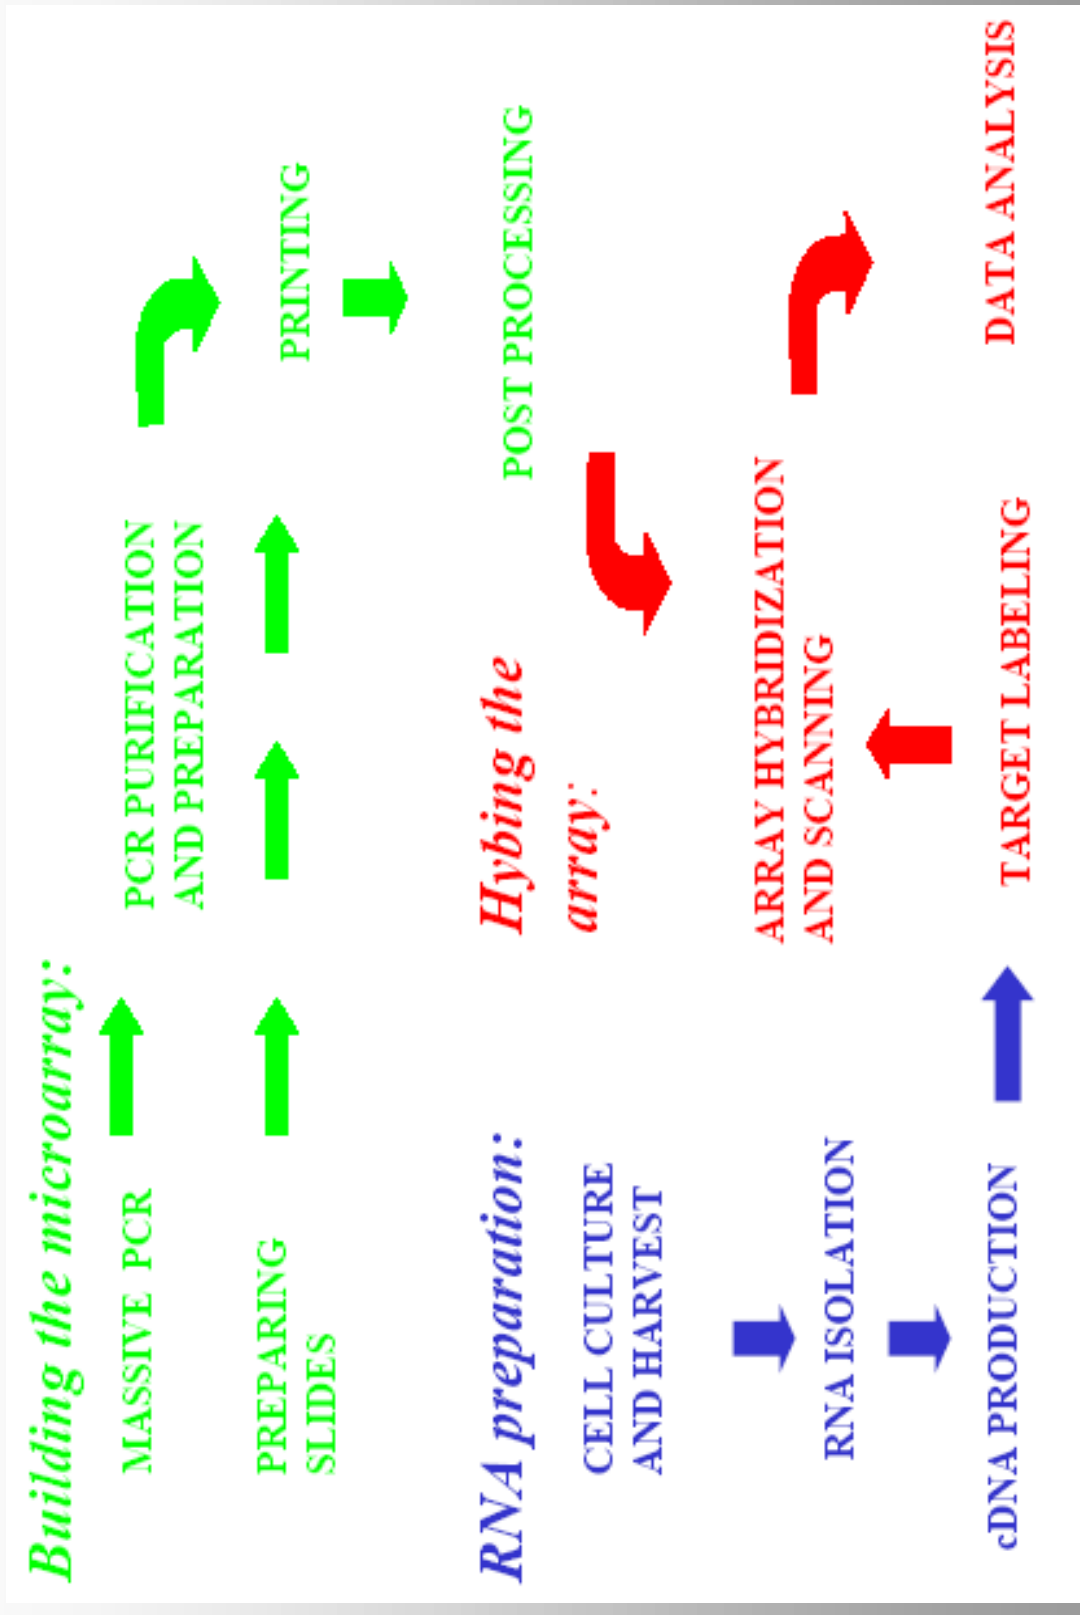 Building the microarray:
MASSIVE PCR
PCR PURIFICATION
AND PREPARATION
PREPARING
SLIDES
PRINTING
POST PROCESSING
RNA preparation:
CELL CULTURE
AND HARVEST
RNA ISOLATION
cDNA PRODUCTION
Hybing the
array:
ARRAY HYBRIDIZATION
AND SCANNING
TARGET LABELING
DATA ANALYSIS